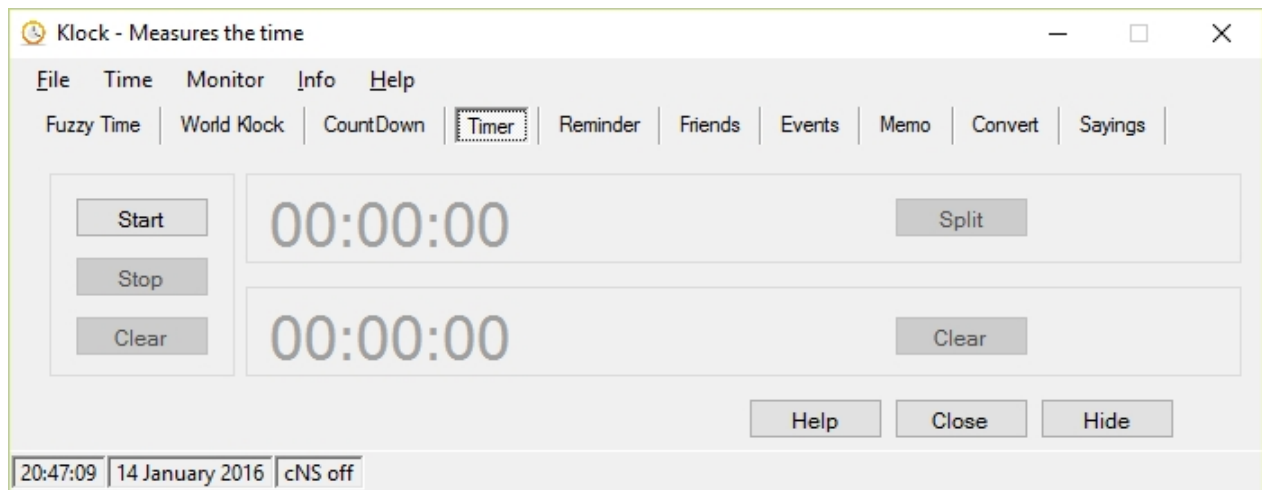 Klock - Measures the time
File Time Monitor Info Help
Fuzzy Time World Klock CountDown Timer Reminder Friends Events Memo Convert Sayings
Start 00:00:00 Split
Stop
Clear 00:00:00 Clear
Help Close Hide
20:47:09 14 January 2016 cNS off